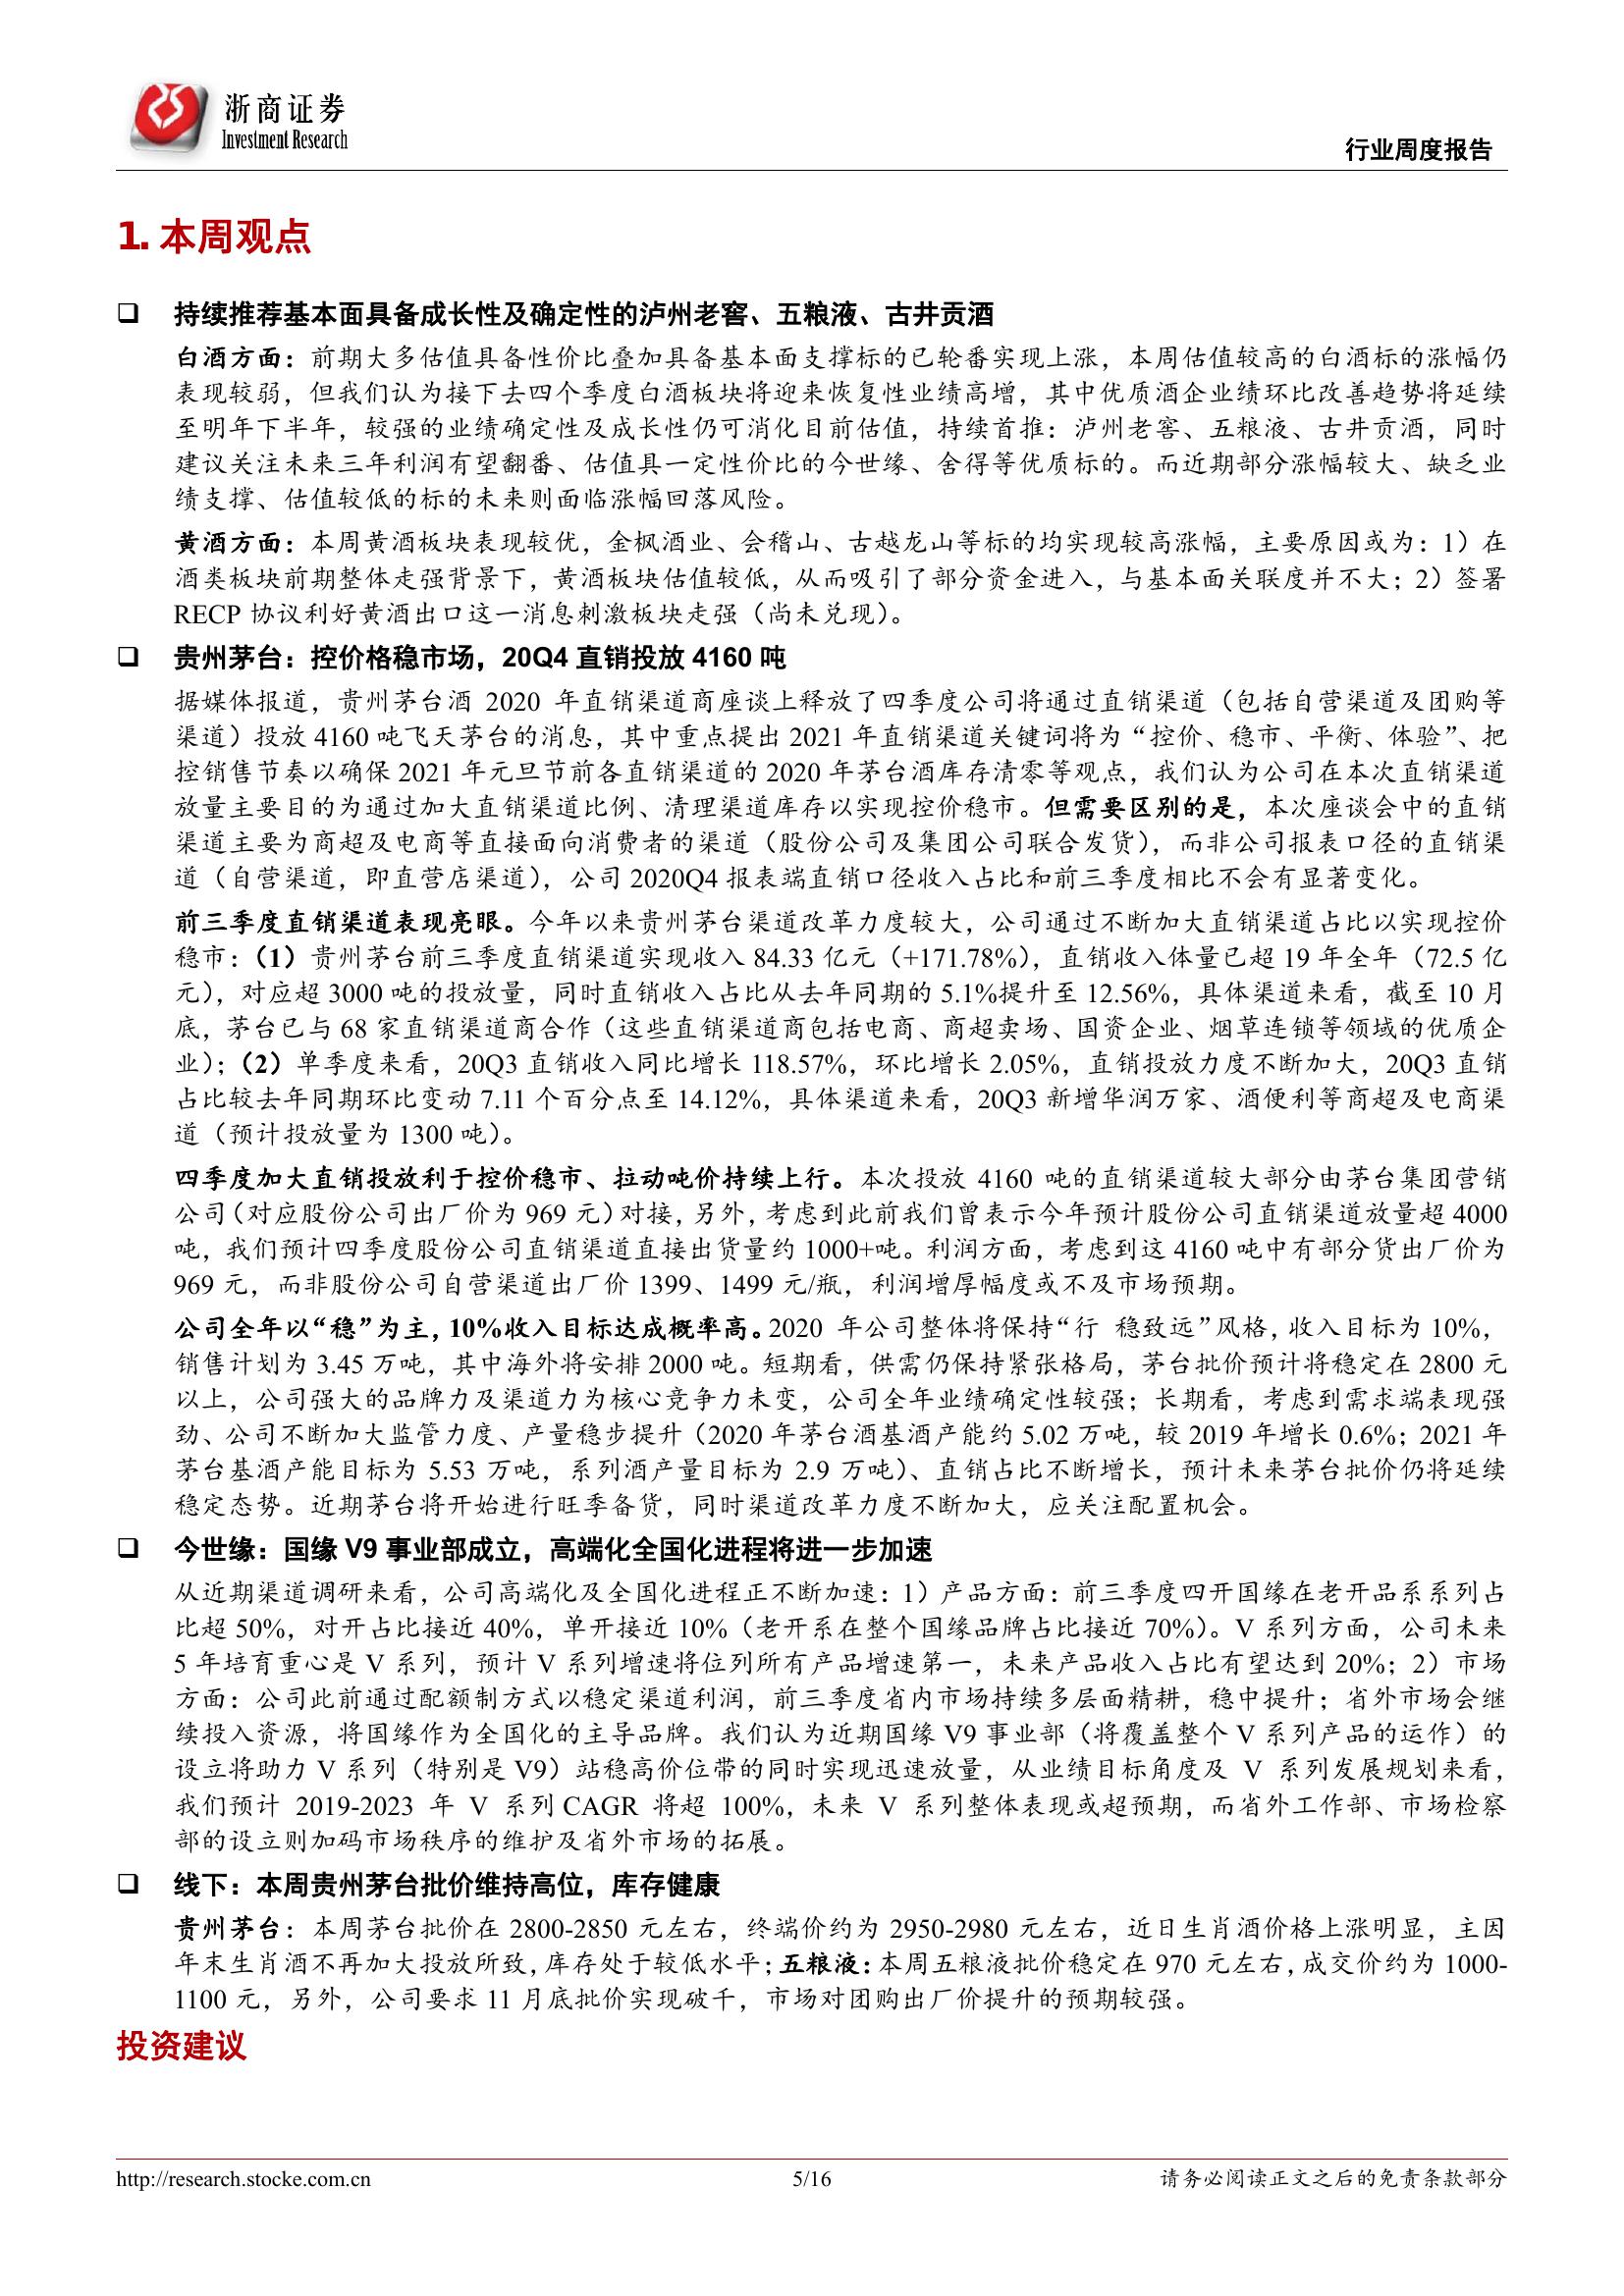 浙商证券
Investment Research
行业周度报告
1. 本周观点
❑ 持续推荐基本面具备成长性及确定性的泸州老窖、五粮液、古井贡酒
白酒方面：前期大多估值具备性价比叠加具备基本面支撑标的已轮番实现上涨，本周估值较高的白酒标的涨幅仍
表现较弱，但我们认为接下去四个季度白酒板块将迎来恢复性业绩高增，其中优质酒企业绩环比改善趋势将延续
至明年下半年，较强的业绩确定性及成长性仍可消化目前估值，持续首推：泸州老窖、五粮液、古井贡酒，同时
建议关注未来三年利润有望翻番、估值具一定性价比的今世缘、舍得等优质标的。而近期部分涨幅较大、缺乏业
绩支撑、估值较低的标的未来则面临涨幅回落风险。
黄酒方面：本周黄酒板块表现较优，金枫酒业、会稽山、古越龙山等标的均实现较高涨幅，主要原因或为：1）在
酒类板块前期整体走强背景下，黄酒板块估值较低，从而吸引了部分资金进入，与基本面关联度并不大；2）签署
RECP 协议利好黄酒出口这一消息刺激板块走强（尚未兑现）。
❑ 贵州茅台：控价格稳市场，20Q4 直销投放 4160 吨
据媒体报道，贵州茅台酒 2020 年直销渠道商座谈上释放了四季度公司将通过直销渠道（包括自营渠道及团购等
渠道）投放 4160 吨飞天茅台的消息，其中重点提出 2021 年直销渠道关键词将为“控价、稳市、平衡、体验”、把
控销售节奏以确保 2021 年元旦节前各直销渠道的 2020 年茅台酒库存清零等观点，我们认为公司在本次直销渠道
放量主要目的为通过加大直销渠道比例、清理渠道库存以实现控价稳市。但需要区别的是，本次座谈会中的直销
渠道主要为商超及电商等直接面向消费者的渠道（股份公司及集团公司联合发货），而非公司报表口径的直销渠
道（自营渠道，即直营店渠道），公司 2020Q4 报表端直销口径收入占比和前三季度相比不会有显著变化。
前三季度直销渠道表现亮眼。今年以来贵州茅台渠道改革力度较大，公司通过不断加大直销渠道占比以实现控价
稳市：（1）贵州茅台前三季度直销渠道实现收入 84.33 亿元（+171.78%），直销收入体量已超 19 年全年（72.5 亿
元），对应超 3000 吨的投放量，同时直销收入占比从去年同期的 5.1%提升至 12.56%，具体渠道来看，截至 10 月
底，茅台已与 68 家直销渠道商合作（这些直销渠道商包括电商、商超卖场、国资企业、烟草连锁等领域的优质企
业）；（2）单季度来看，20Q3 直销收入同比增长 118.57%，环比增长 2.05%，直销投放力度不断加大，20Q3 直销
占比较去年同期环比变动 7.11 个百分点至 14.12%，具体渠道来看，20Q3 新增华润万家、酒便利等商超及电商渠
道（预计投放量为 1300 吨）。
四季度加大直销投放利于控价稳市、拉动吨价持续上行。本次投放 4160 吨的直销渠道较大部分由茅台集团营销
公司（对应股份公司出厂价为 969 元）对接，另外，考虑到此前我们曾表示今年预计股份公司直销渠道放量超 4000
吨，我们预计四季度股份公司直销渠道直接出货量约 1000+吨。利润方面，考虑到这 4160 吨中有部分货出厂价为
969 元，而非股份公司自营渠道出厂价 1399、1499 元/瓶，利润增厚幅度或不及市场预期。
公司全年以“稳”为主，10%收入目标达成概率高。2020 年公司整体将保持“行 稳致远”风格，收入目标为 10%，
销售计划为 3.45 万吨，其中海外将安排 2000 吨。短期看，供需仍保持紧张格局，茅台批价预计将稳定在 2800 元
以上，公司强大的品牌力及渠道力为核心竞争力未变，公司全年业绩确定性较强；长期看，考虑到需求端表现强
劲、公司不断加大监管力度、产量稳步提升（2020 年茅台酒基酒产能约 5.02 万吨，较 2019 年增长 0.6%；2021 年
茅台基酒产能目标为 5.53 万吨，系列酒产量目标为 2.9 万吨）、直销占比不断增长，预计未来茅台批价仍将延续
稳定态势。近期茅台将开始进行旺季备货，同时渠道改革力度不断加大，应关注配置机会。
❑ 今世缘：国缘 V9 事业部成立，高端化全国化进程将进一步加速
从近期渠道调研来看，公司高端化及全国化进程正不断加速：1）产品方面：前三季度四开国缘在老开品系系列占
比超 50%，对开占比接近 40%，单开接近 10%（老开系在整个国缘品牌占比接近 70%）。V 系列方面，公司未来
5 年培育重心是 V 系列，预计 V 系列增速将位列所有产品增速第一，未来产品收入占比有望达到 20%；2）市场
方面：公司此前通过配额制方式以稳定渠道利润，前三季度省内市场持续多层面精耕，稳中提升；省外市场会继
续投入资源，将国缘作为全国化的主导品牌。我们认为近期国缘 V9 事业部（将覆盖整个 V 系列产品的运作）的
设立将助力 V 系列（特别是 V9）站稳高价位带的同时实现迅速放量，从业绩目标角度及 V 系列发展规划来看，
我们预计 2019-2023 年 V 系列 CAGR 将超 100%，未来 V 系列整体表现或超预期，而省外工作部、市场检察
部的设立则加码市场秩序的维护及省外市场的拓展。
❑ 线下：本周贵州茅台批价维持高位，库存健康
贵州茅台：本周茅台批价在 2800-2850 元左右，终端价约为 2950-2980 元左右，近日生肖酒价格上涨明显，主因
年末生肖酒不再加大投放所致，库存处于较低水平；五粮液：本周五粮液批价稳定在 970 元左右，成交价约为 1000-
1100 元，另外，公司要求 11 月底批价实现破千，市场对团购出厂价提升的预期较强。
投资建议
http://research.stocke.com.cn
5/16
请务必阅读正文之后的免责条款部分